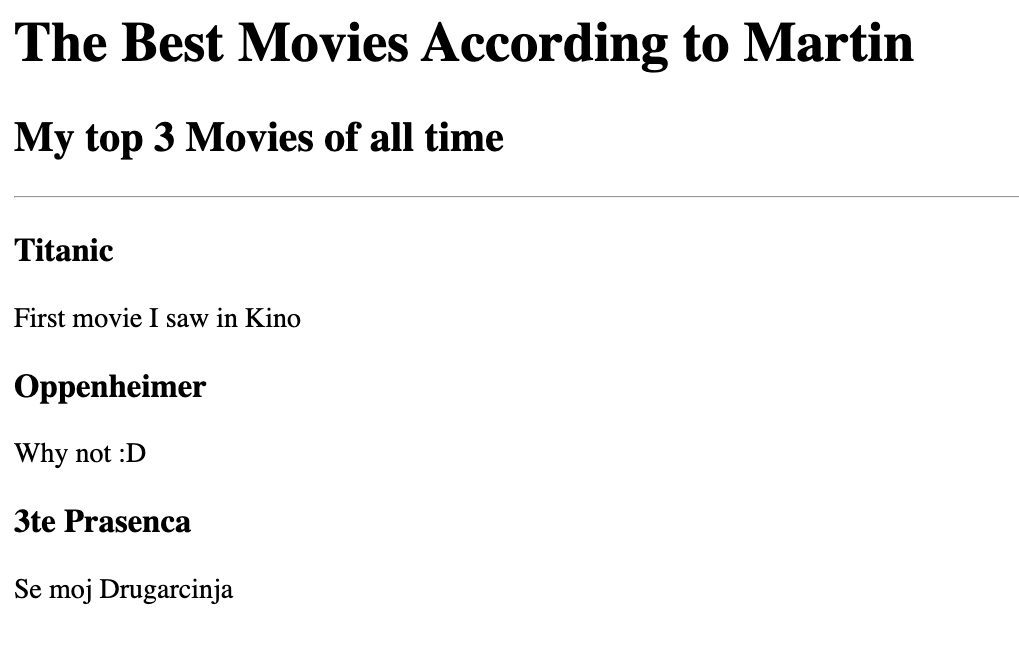 The Best Movies According to Martin
My top 3 Movies of all time
Titanic
First movie I saw in Kino
Oppenheimer
Why not :D
3te Prasenca
Se moj Drugarcinja